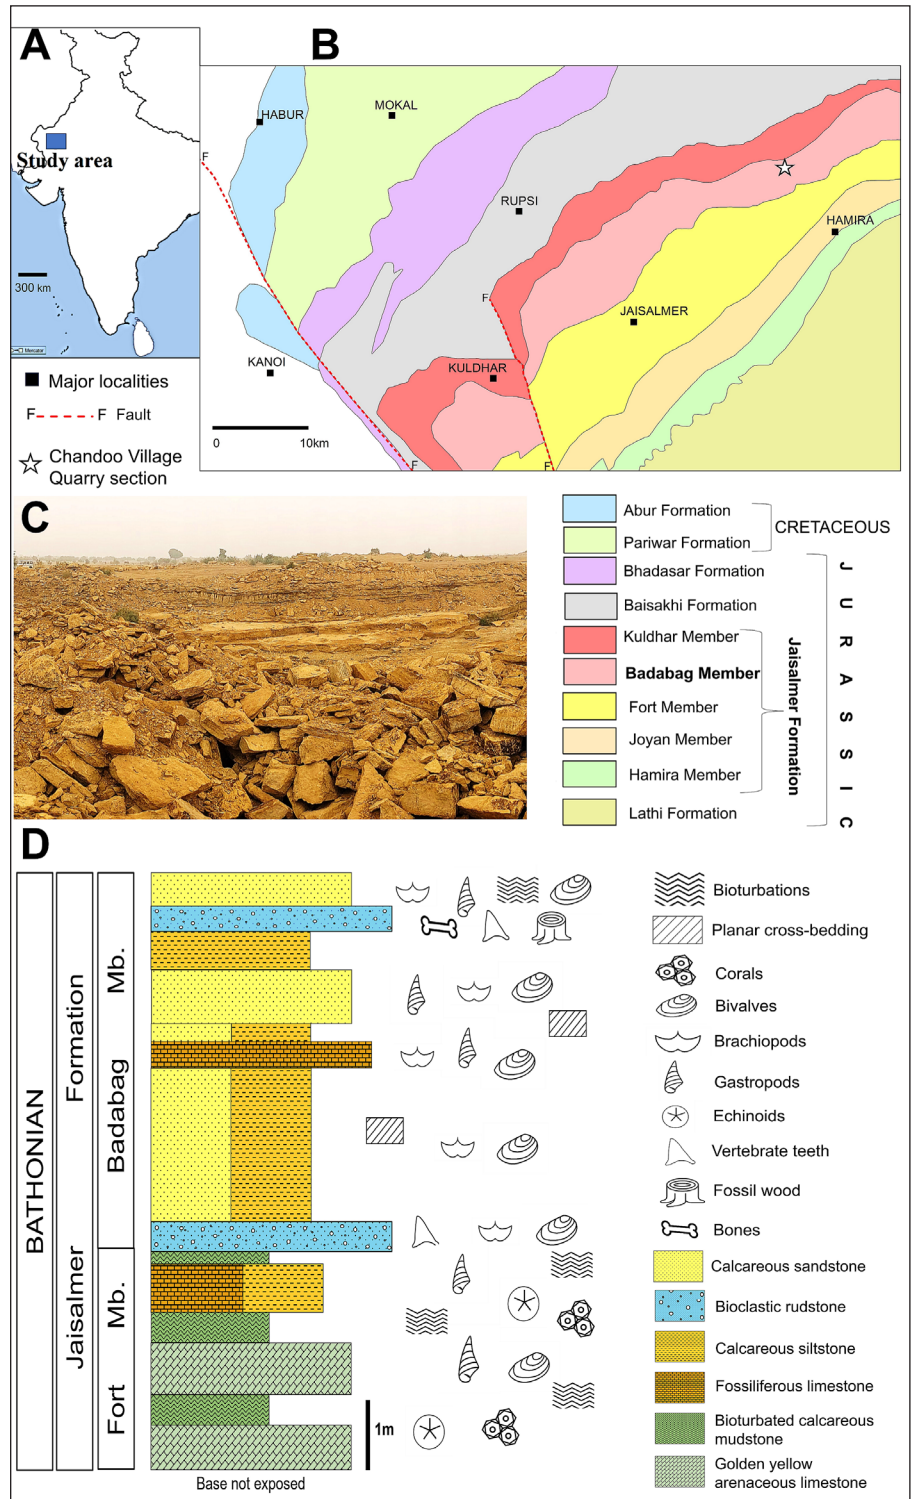 A
B
Study area
300 km
Mercator
HABUR
MOKAL
F
RUPSI
HAMIRA
F
JAISALMER
KANOI
KULDHAR
0
10km
F
F
Major localities
F
F Fault
Chandoo Village
Quarry section
C
Abur Formation
Pariwar Formation
CRETACEOUS
Bhadasar Formation
Baisakhi Formation
Kuldhar Member
Badabag Member
Fort Member
Joyan Member
Hamira Member
Lathi Formation
Jaisalmer Formation
JURASSIC
D
BATHONIAN
Jaisalmer Formation
Badabag Mb.
Fort Mb.
1m
Base not exposed
Bioturbations
Planar cross-bedding
Corals
Bivalves
Brachiopods
Gastropods
Echinoids
Vertebrate teeth
Fossil wood
Bones
Calcareous sandstone
Bioclastic rudstone
Calcareous siltstone
Fossiliferous limestone
Bioturbated calcareous
mudstone
Golden yellow
arenaceous limestone